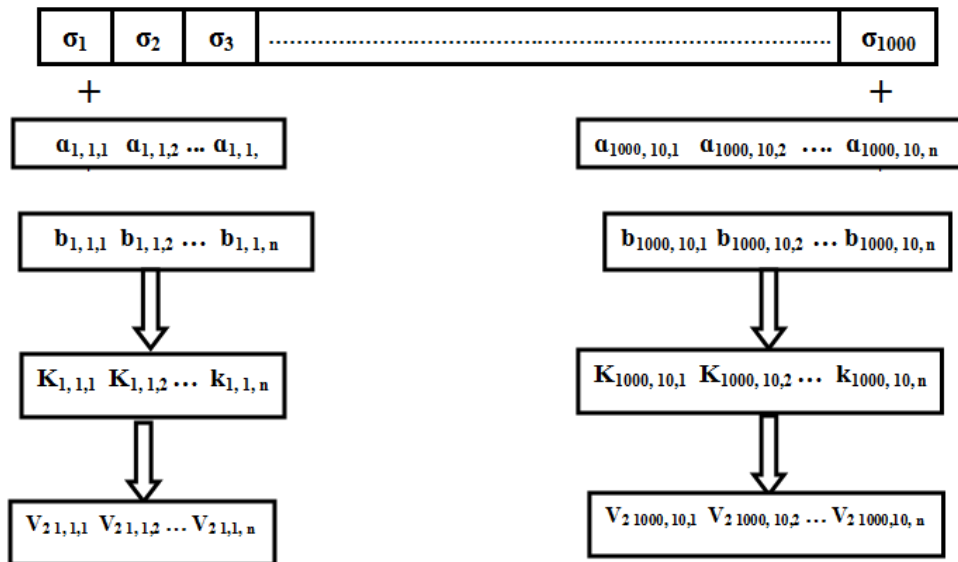 σ1 σ2 σ3 ........................................................................................ σ1000
+ +
α1, 1,1 α1, 1,2 ... α1, 1, α1000, 10,1 α1000, 10,2 .... α1000, 10, n
b1, 1,1 b1, 1,2 ... b1, 1, n b1000, 10,1 b1000, 10,2 ... b1000, 10, n
K1, 1,1 K1, 1,2 ... k1, 1, n K1000, 10,1 K1000, 10,2 ... k1000, 10, n
V2 1, 1,1 V2 1, 1,2 ... V2 1,1, n V2 1000, 10,1 V2 1000, 10,2 ... V2 1000,10, n